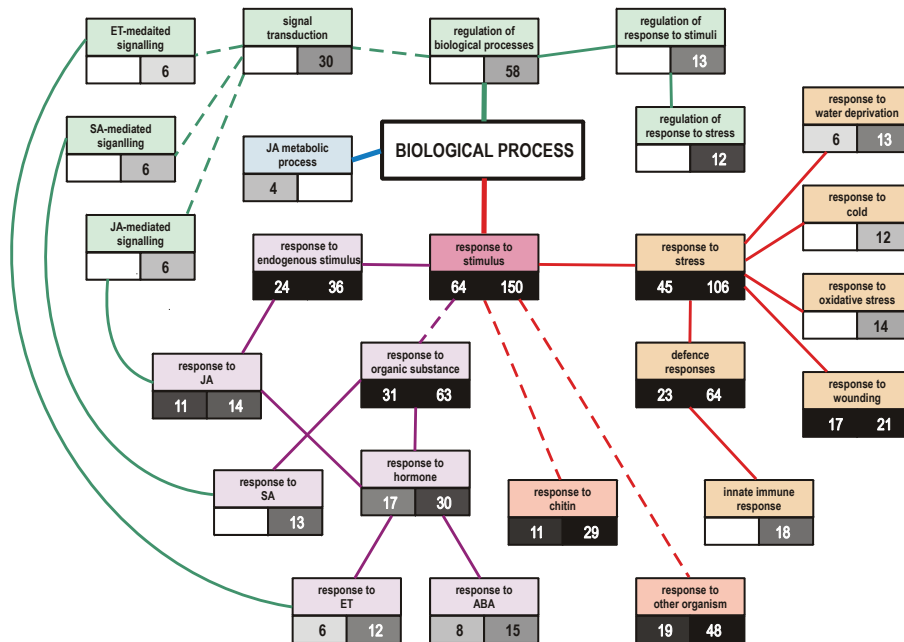 ET-medaited
signalling
6
signal
transduction
30
regulation of
biological processes
58
regulation of
response to stimuli
13
SA-mediated
siganlling
6
JA metabolic
process
4
BIOLOGICAL PROCESS
regulation of
response to stress
12
response to
water deprivation
6 13
response to
cold
12
JA-mediated
signalling
6
response to
endogenous stimulus
24 36
response to
stimulus
64 150
response to
stress
45 106
response to
oxidative stress
14
response to
JA
11 14
response to
organic substance
31 63
defence
responses
23 64
response to
wounding
17 21
response to
SA
13
response to
hormone
17 30
response to
chitin
11 29
innate immune
response
18
response to
ET
6 12
response to
ABA
8 15
response to
other organism
19 48